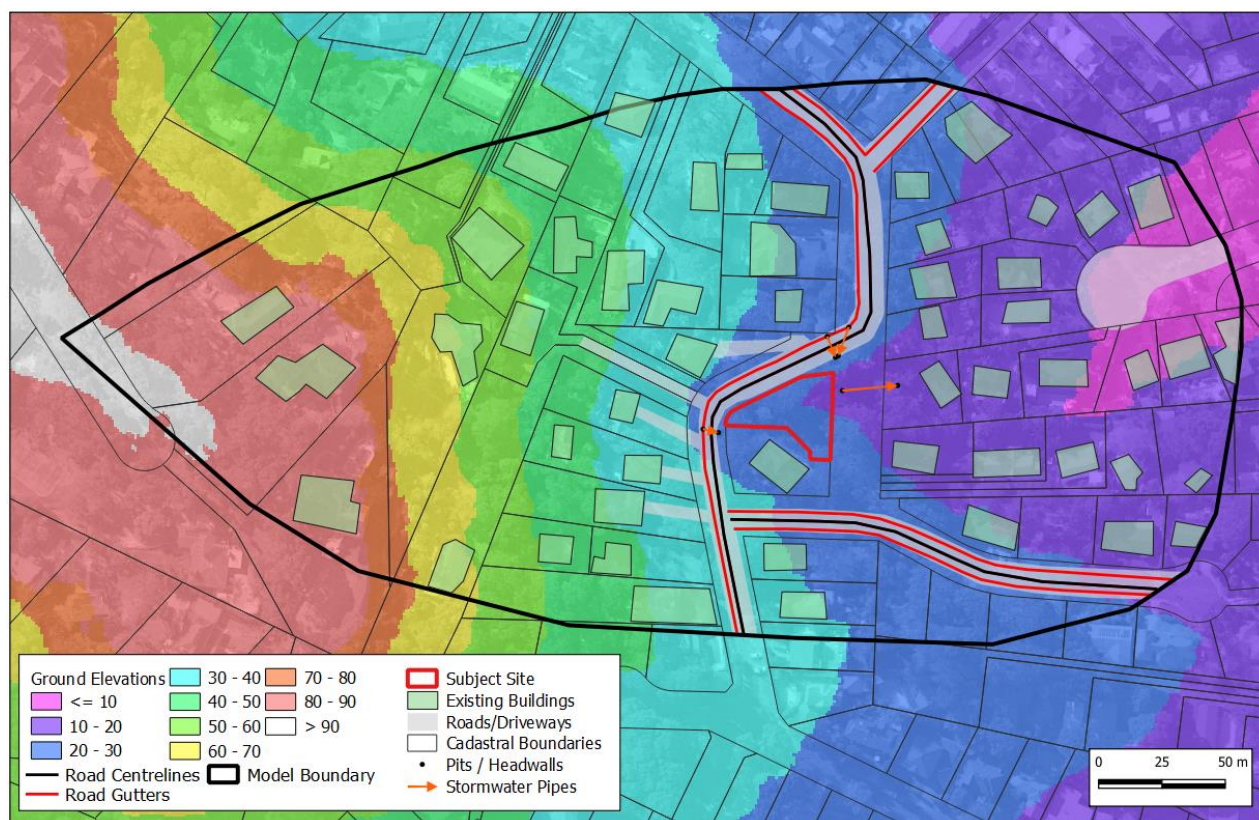 Ground Elevations
<= 10
10 - 20
20 - 30
30 - 40
40 - 50
50 - 60
60 - 70
70 - 80
80 - 90
> 90
Road Centrelines
Model Boundary
Road Gutters
Subject Site
Existing Buildings
Roads/Driveways
Cadastral Boundaries
Pits / Headwalls
Stormwater Pipes
0 25 50 m